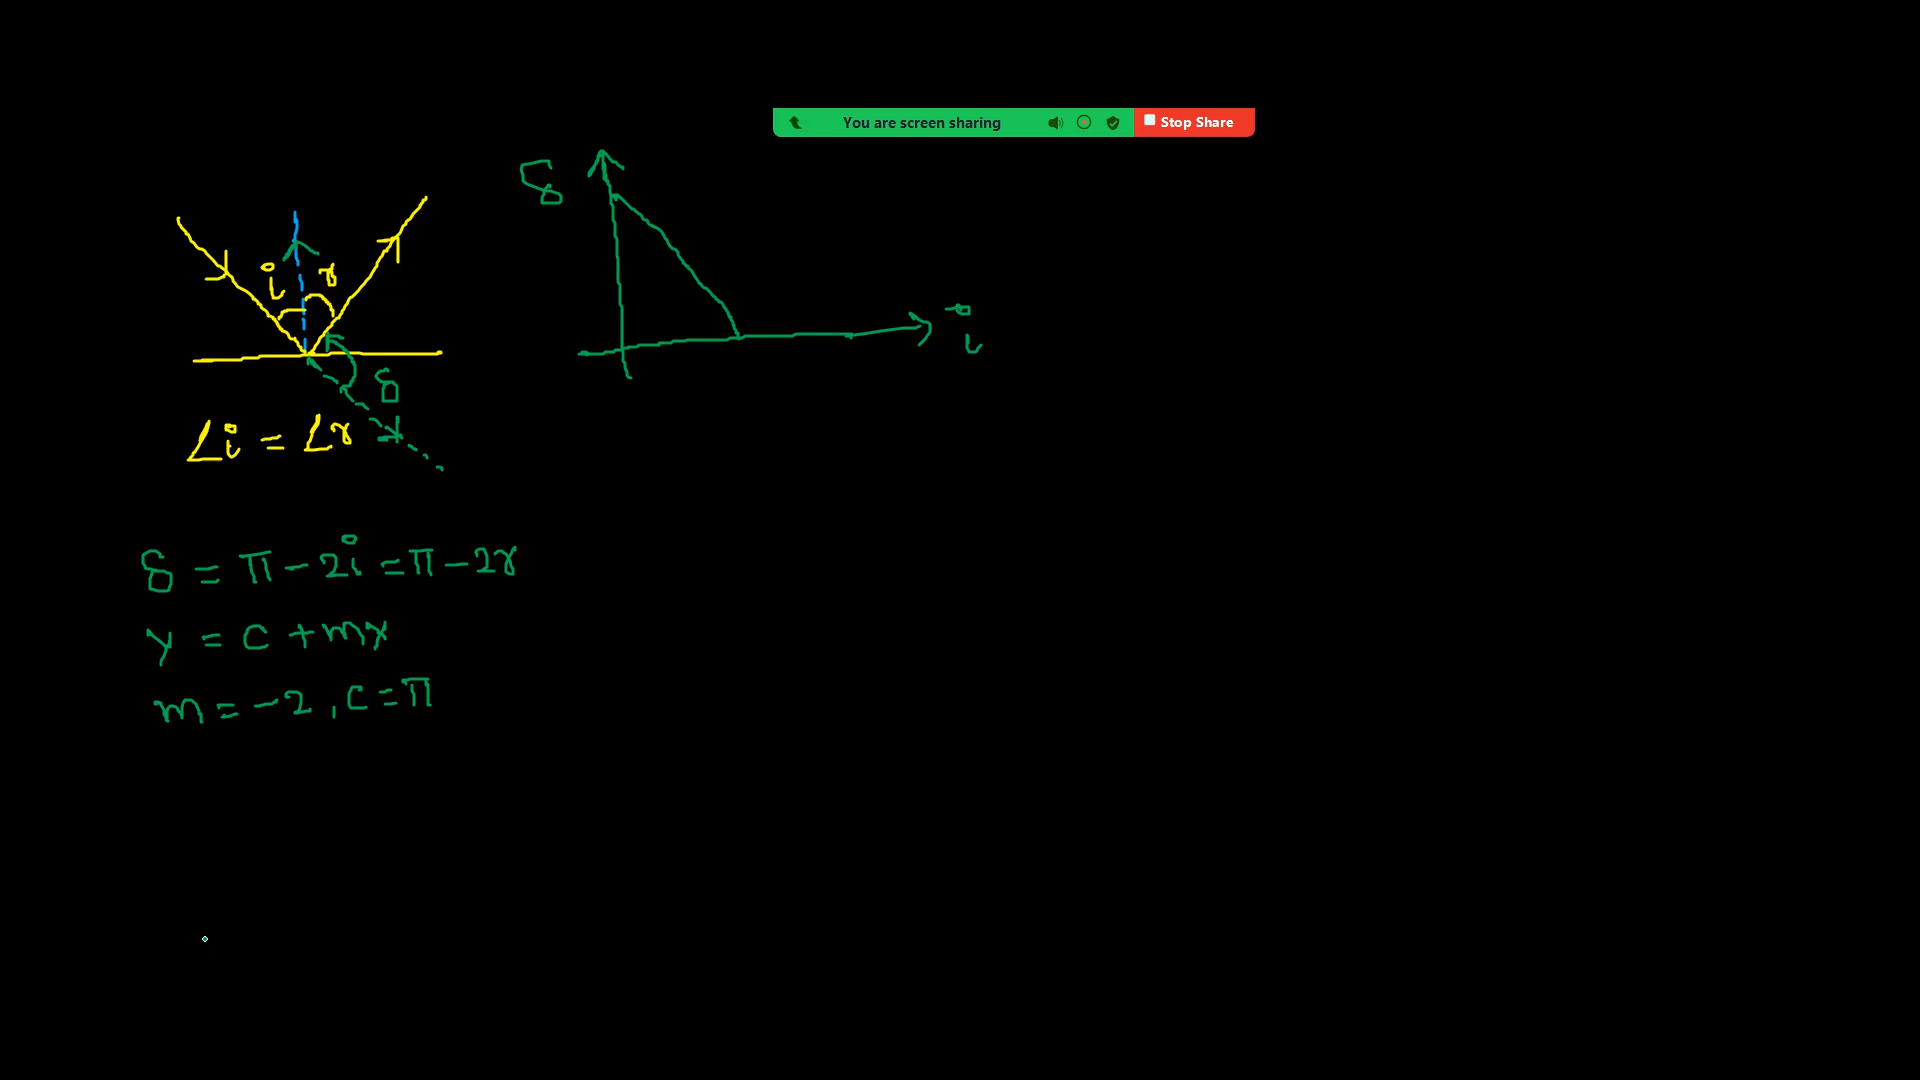 You are screen sharing
Stop Share
δ
i r
i
δ
∠i = ∠r
δ = π - 2i = π - 2r
y = c + mx
m = -2, c = π